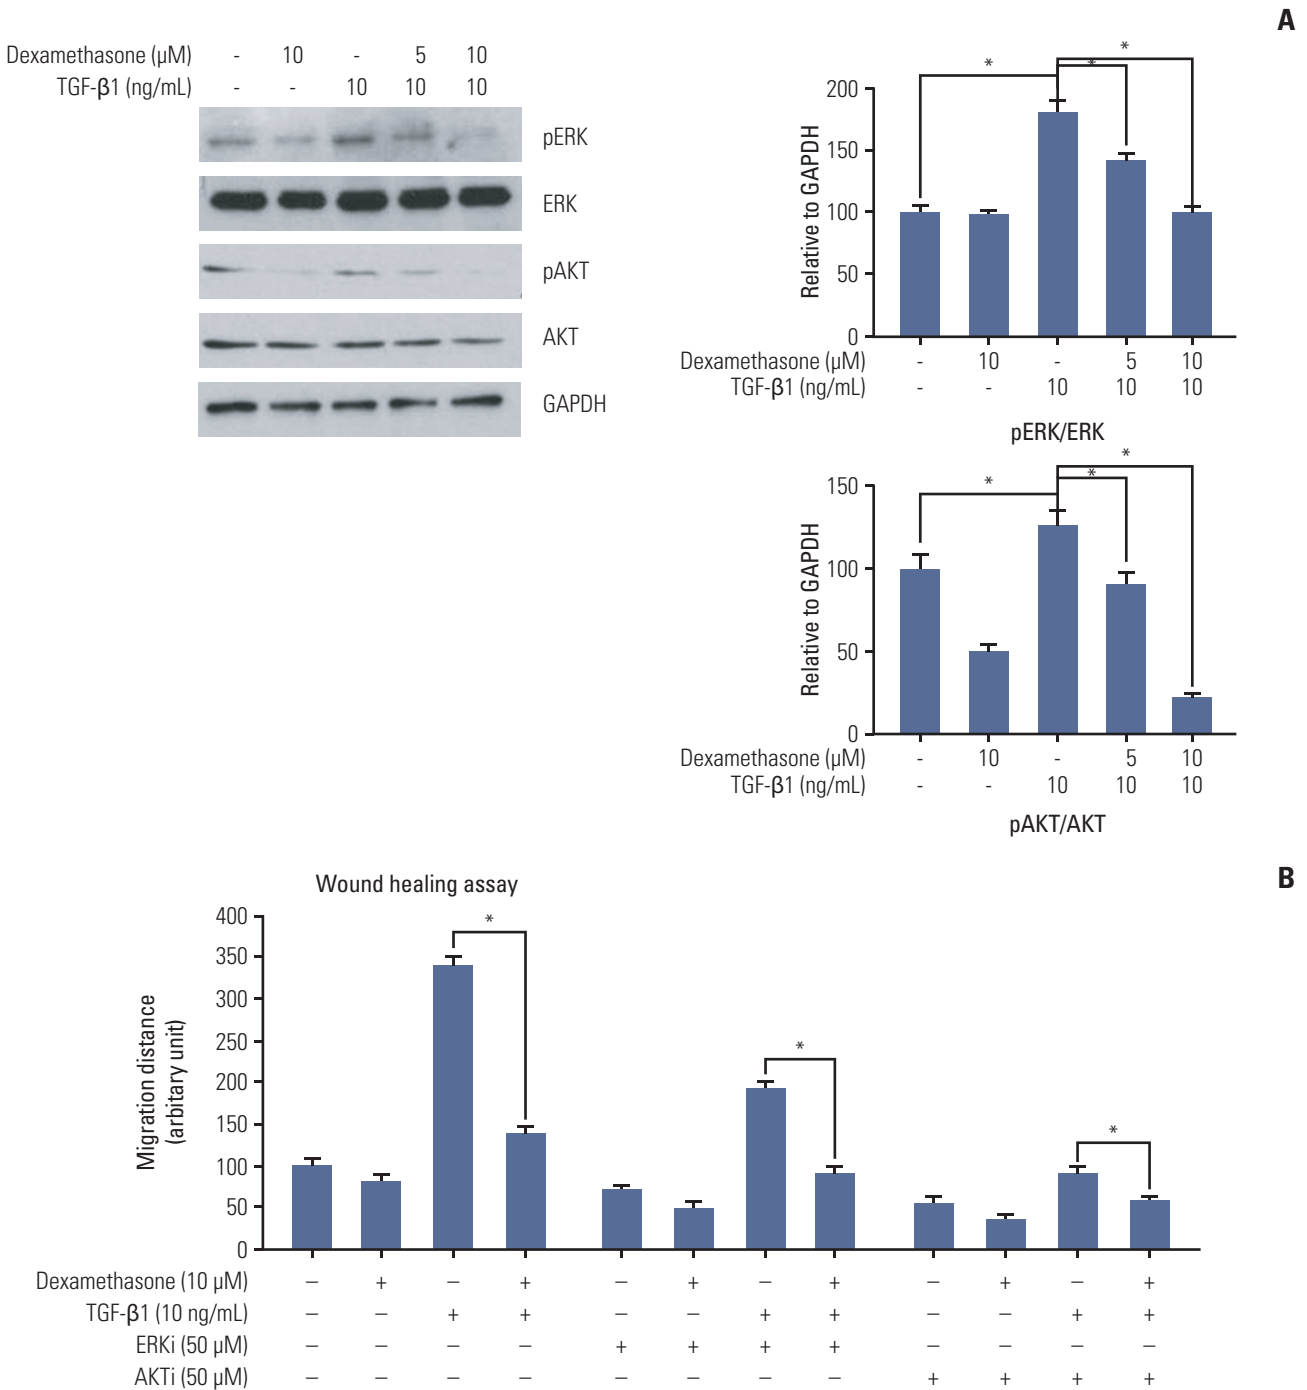 A
Dexamethasone (µM) - 10 - 5 10
TGF-β1 (ng/mL) - - 10 10 10
pERK
ERK
pAKT
AKT
GAPDH
* * *
Relative to GAPDH
200
150
100
50
0
Dexamethasone (µM) - 10 - 5 10
TGF-β1 (ng/mL) - - 10 10 10
pERK/ERK
* * *
Relative to GAPDH
150
100
50
0
Dexamethasone (µM) - 10 - 5 10
TGF-β1 (ng/mL) - - 10 10 10
pAKT/AKT
B
Wound healing assay
Migration distance
(arbitary unit)
400
350
300
250
200
150
100
50
0
* * *
Dexamethasone (10 µM) – + – + – + – + – + – +
TGF-β1 (10 ng/mL) – – + + – – + + – – + +
ERKi (50 µM) – – – – + + + + – – – –
AKTi (50 µM) – – – – – – – – + + + +